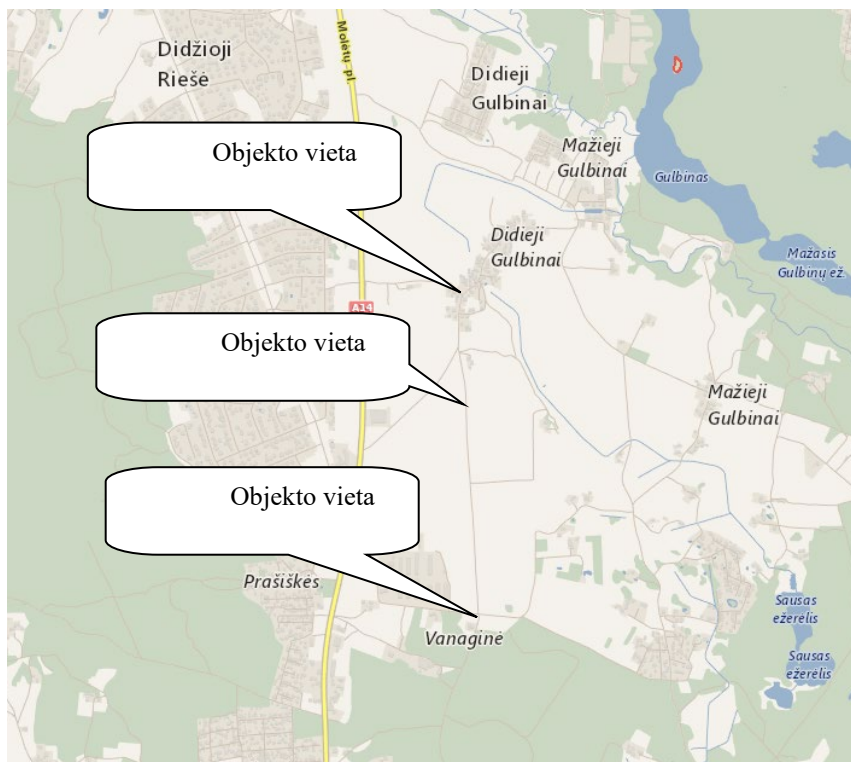 Didžioji
Riešė
Molėtų pl.
Didieji
Gulbinai
Objekto vieta
Mažieji
Gulbinai
Gulbinas
Didieji
Gulbinai
Mažasis
Gulbinų ež.
A14
Objekto vieta
Mažieji
Gulbinai
Objekto vieta
Prašiškės
Sausas
ežerėlis
Vanaginė
Sausas
ežerėlis